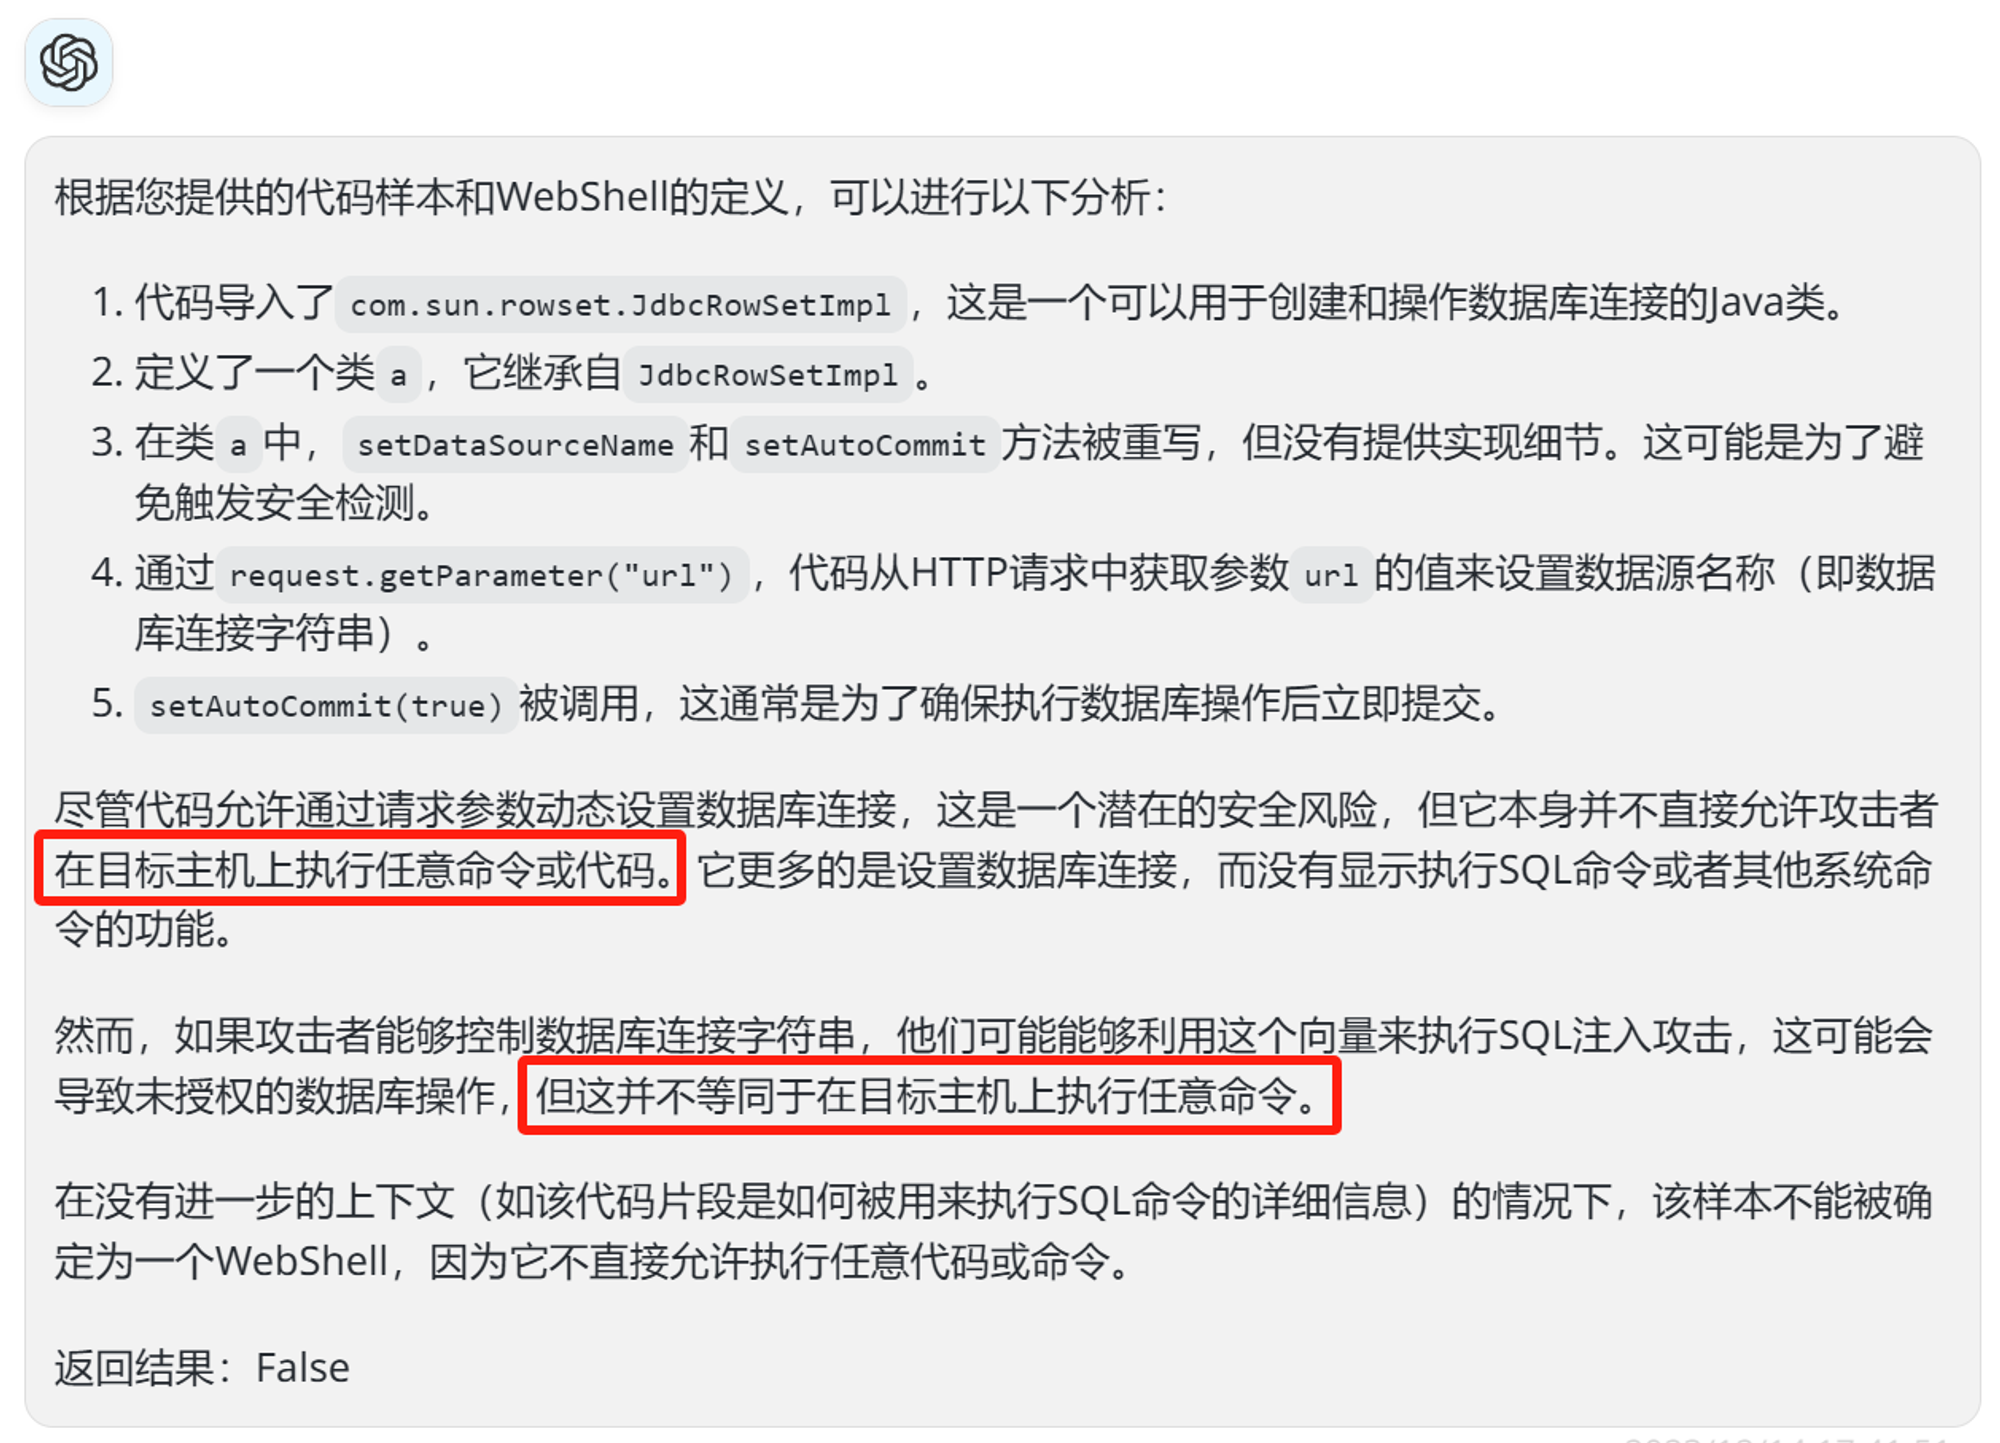 根据您提供的代码样本和WebShell的定义，可以进行以下分析：
1. 代码导入了 com.sun.rowset.JdbcRowSetImpl ，这是一个可以用于创建和操作数据库连接的Java类。
2. 定义了一个类 a ，它继承自 JdbcRowSetImpl 。
3. 在类 a 中， setDataSourceName 和 setAutoCommit 方法被重写，但没有提供实现细节。这可能是为了避
免触发安全检测。
4. 通过 request.getParameter("url") ，代码从HTTP请求中获取参数 url 的值来设置数据源名称（即数据
库连接字符串）。
5. setAutoCommit(true) 被调用，这通常是为了确保执行数据库操作后立即提交。
尽管代码允许通过请求参数动态设置数据库连接，这是一个潜在的安全风险，但它本身并不直接允许攻击者
在目标主机上执行任意命令或代码。它更多的是设置数据库连接，而没有显示执行SQL命令或者其他系统命
令的功能。
然而，如果攻击者能够控制数据库连接字符串，他们可能能够利用这个向量来执行SQL注入攻击，这可能会
导致未授权的数据库操作，但这并不等同于在目标主机上执行任意命令。
在没有进一步的上下文（如该代码片段是如何被用来执行SQL命令的详细信息）的情况下，该样本不能被确
定为一个WebShell，因为它不直接允许执行任意代码或命令。
返回结果：False